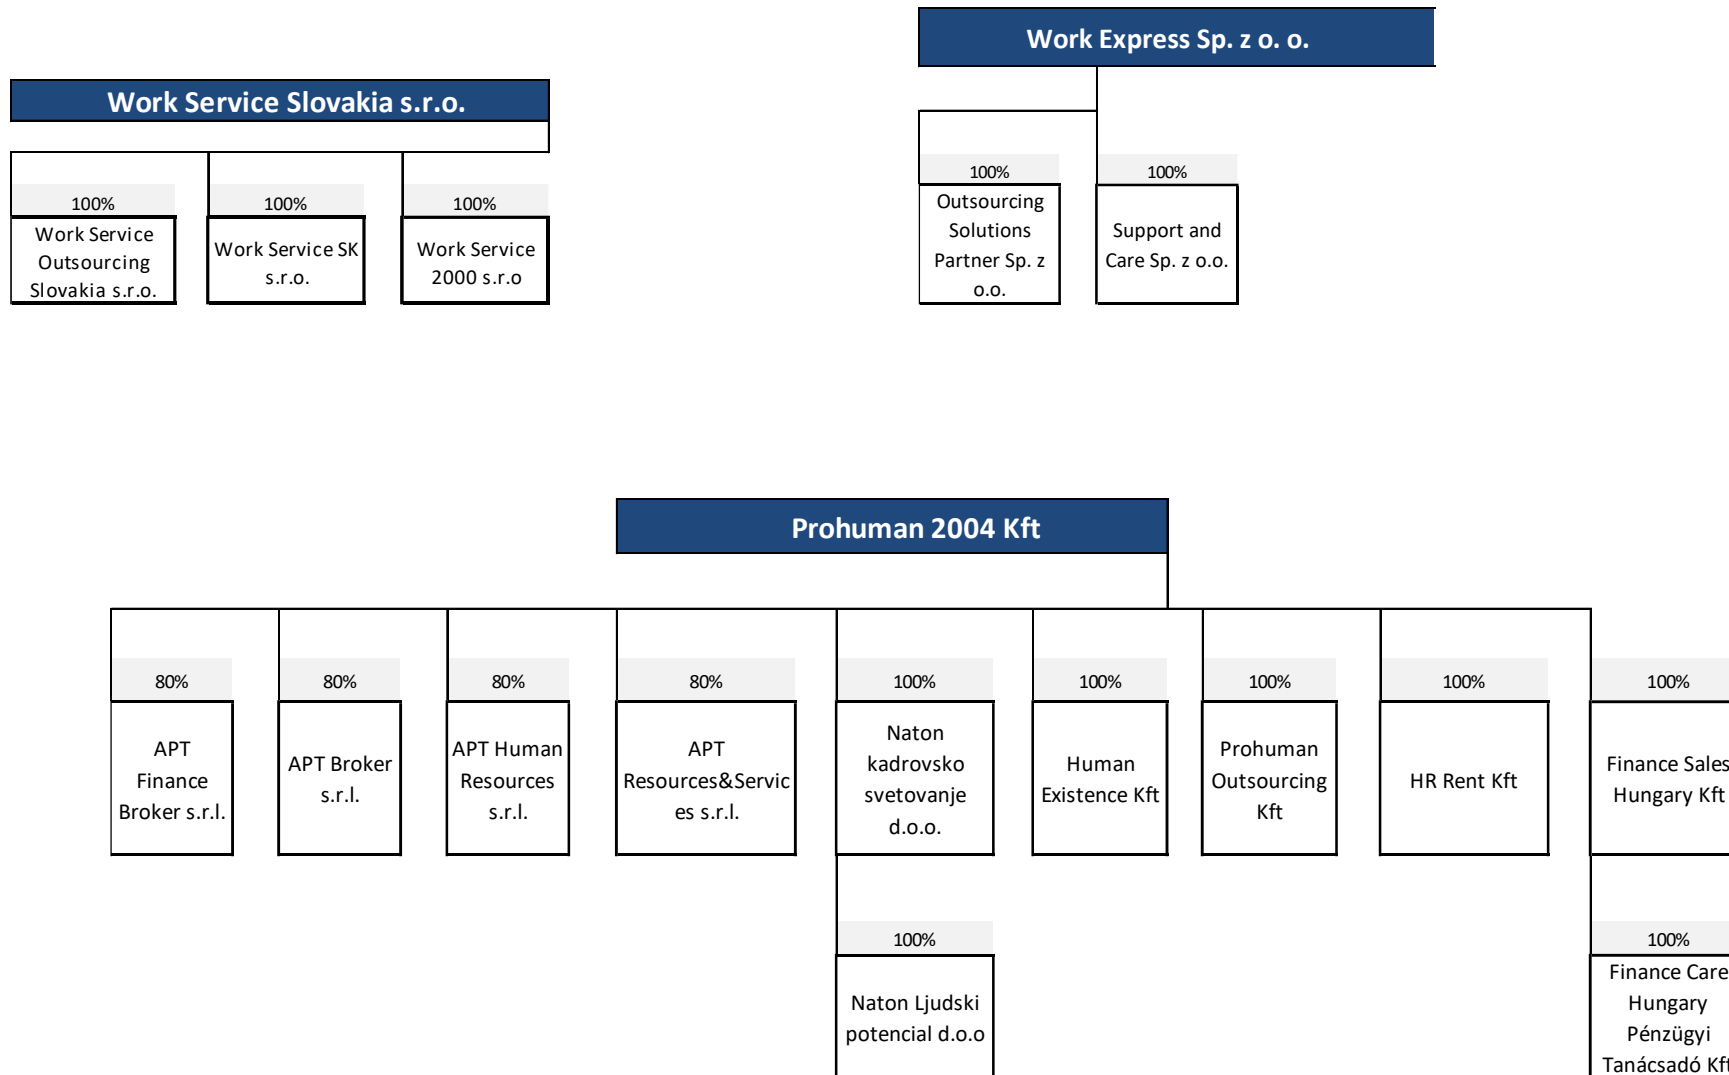 Work Express Sp. z o. o.
Work Service Slovakia s.r.o.
100%
100%
Outsourcing
Solutions
Partner Sp. z
o.o.
Support and
Care Sp. z o.o.
100%
100%
100%
Work Service
Outsourcing
Slovakia s.r.o.
Work Service SK
s.r.o.
Work Service
2000 s.r.o
Prohuman 2004 Kft
80%
80%
80%
80%
100%
100%
100%
100%
100%
APT
Finance
Broker s.r.l.
APT Broker
s.r.l.
APT Human
Resources
s.r.l.
APT
Resources&Servic
es s.r.l.
Naton
kadrovsko
svetovanje
d.o.o.
Human
Existence Kft
Prohuman
Outsourcing
Kft
HR Rent Kft
Finance Sales
Hungary Kft
100%
100%
Naton Ljudski
potencial d.o.o
Finance Care
Hungary
Pénzügyi
Tanácsadó Kft